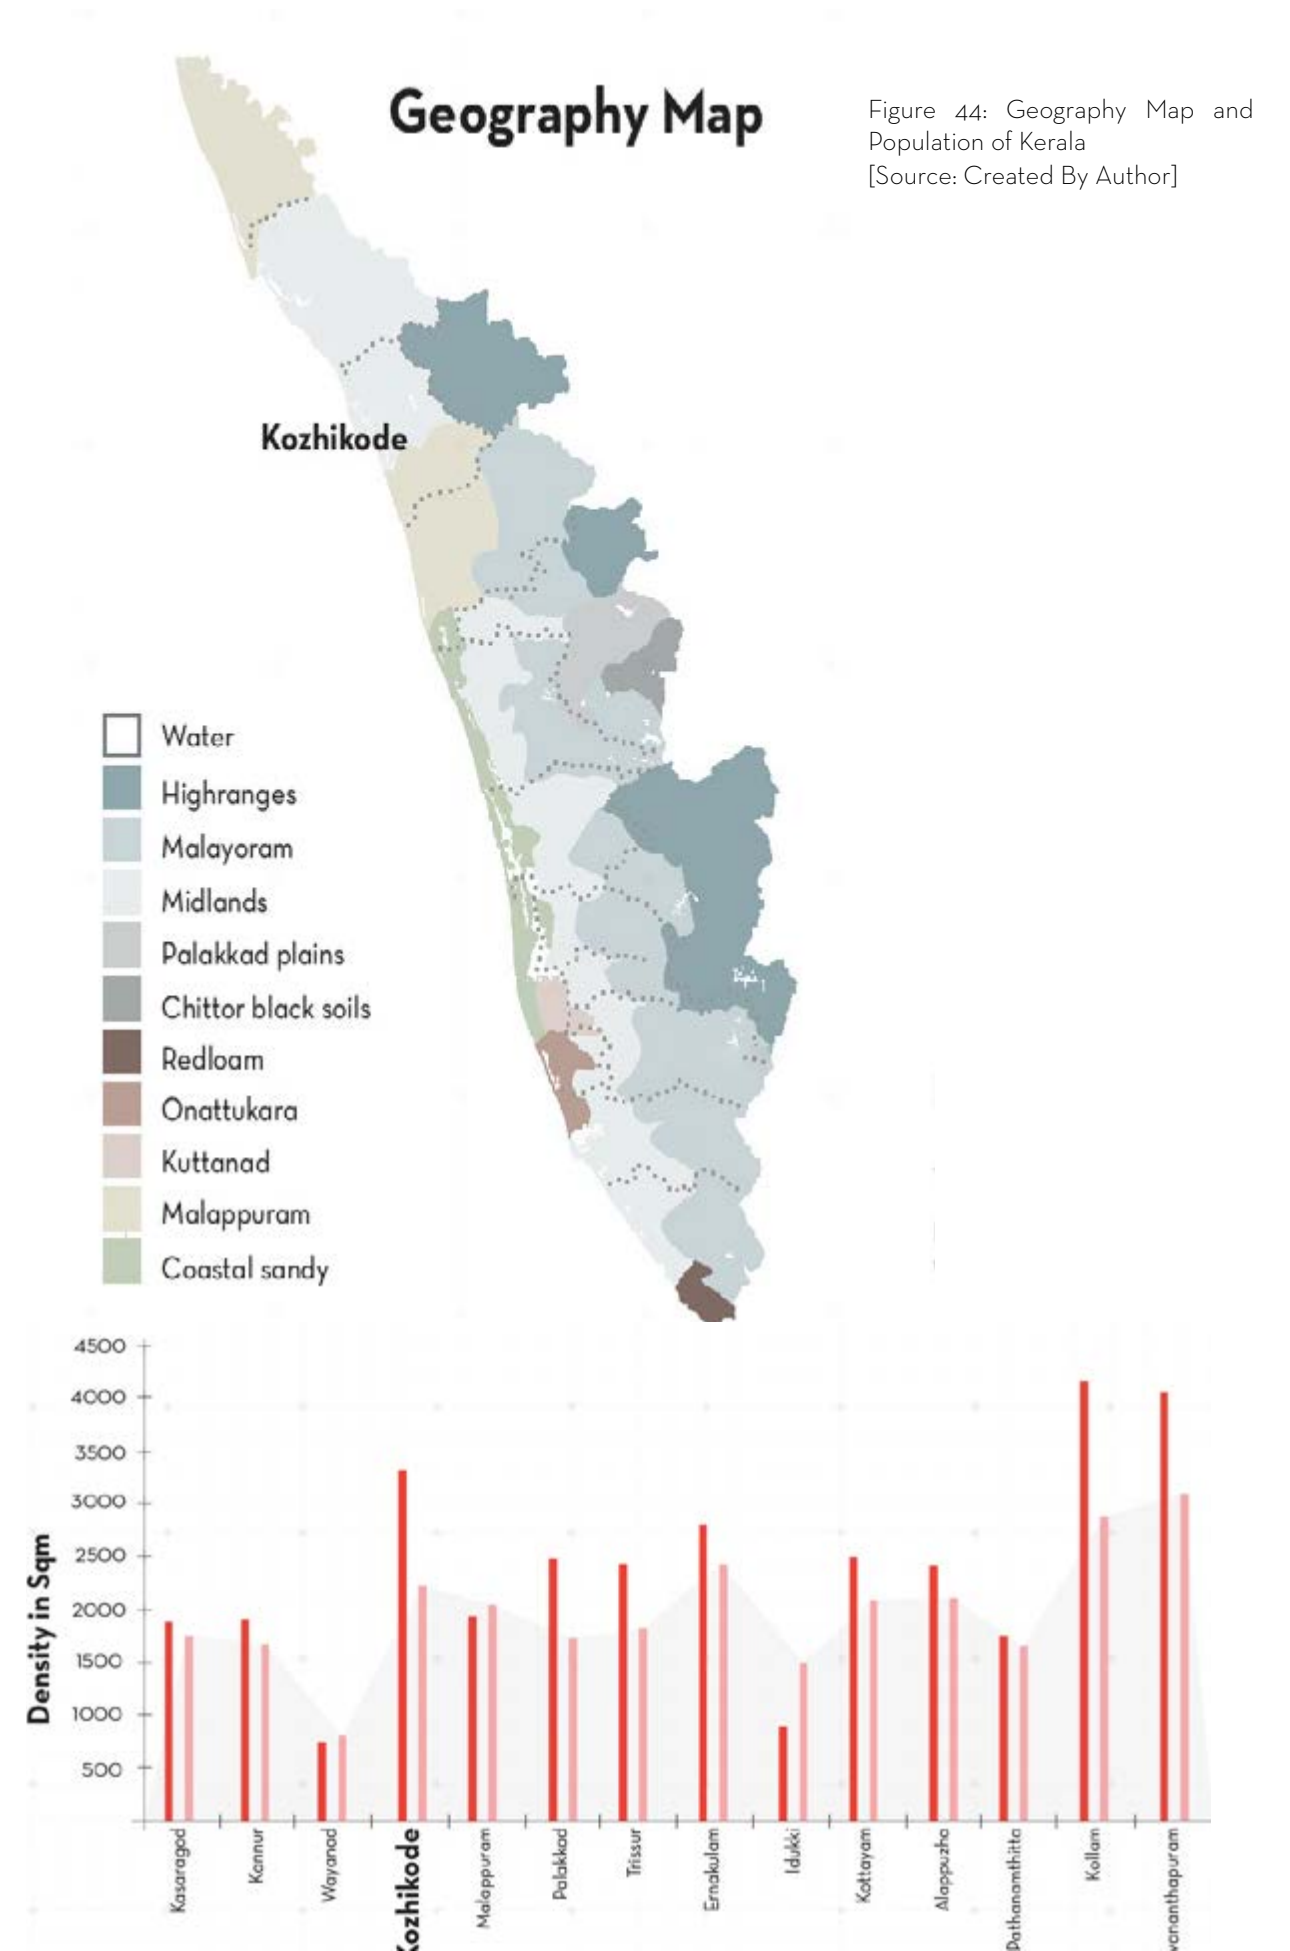 Geography Map
Figure 44: Geography Map and
Population of Kerala
[Source: Created By Author]
Kozhikode
Water
Highranges
Malayoram
Midlands
Palakkad plains
Chittor black soils
Redloam
Onattukara
Kuttanad
Malappuram
Coastal sandy
4500
4000
3500
3000
2500
2000
1500
1000
500
Density in Sqm
Kasaragod
Kannur
Wayanad
Kozhikode
Malappuram
Palakkad
Trissur
Ernakulam
Idukki
Kottayam
Alappuzha
Pathanamthitta
Kollam
vananthapuram